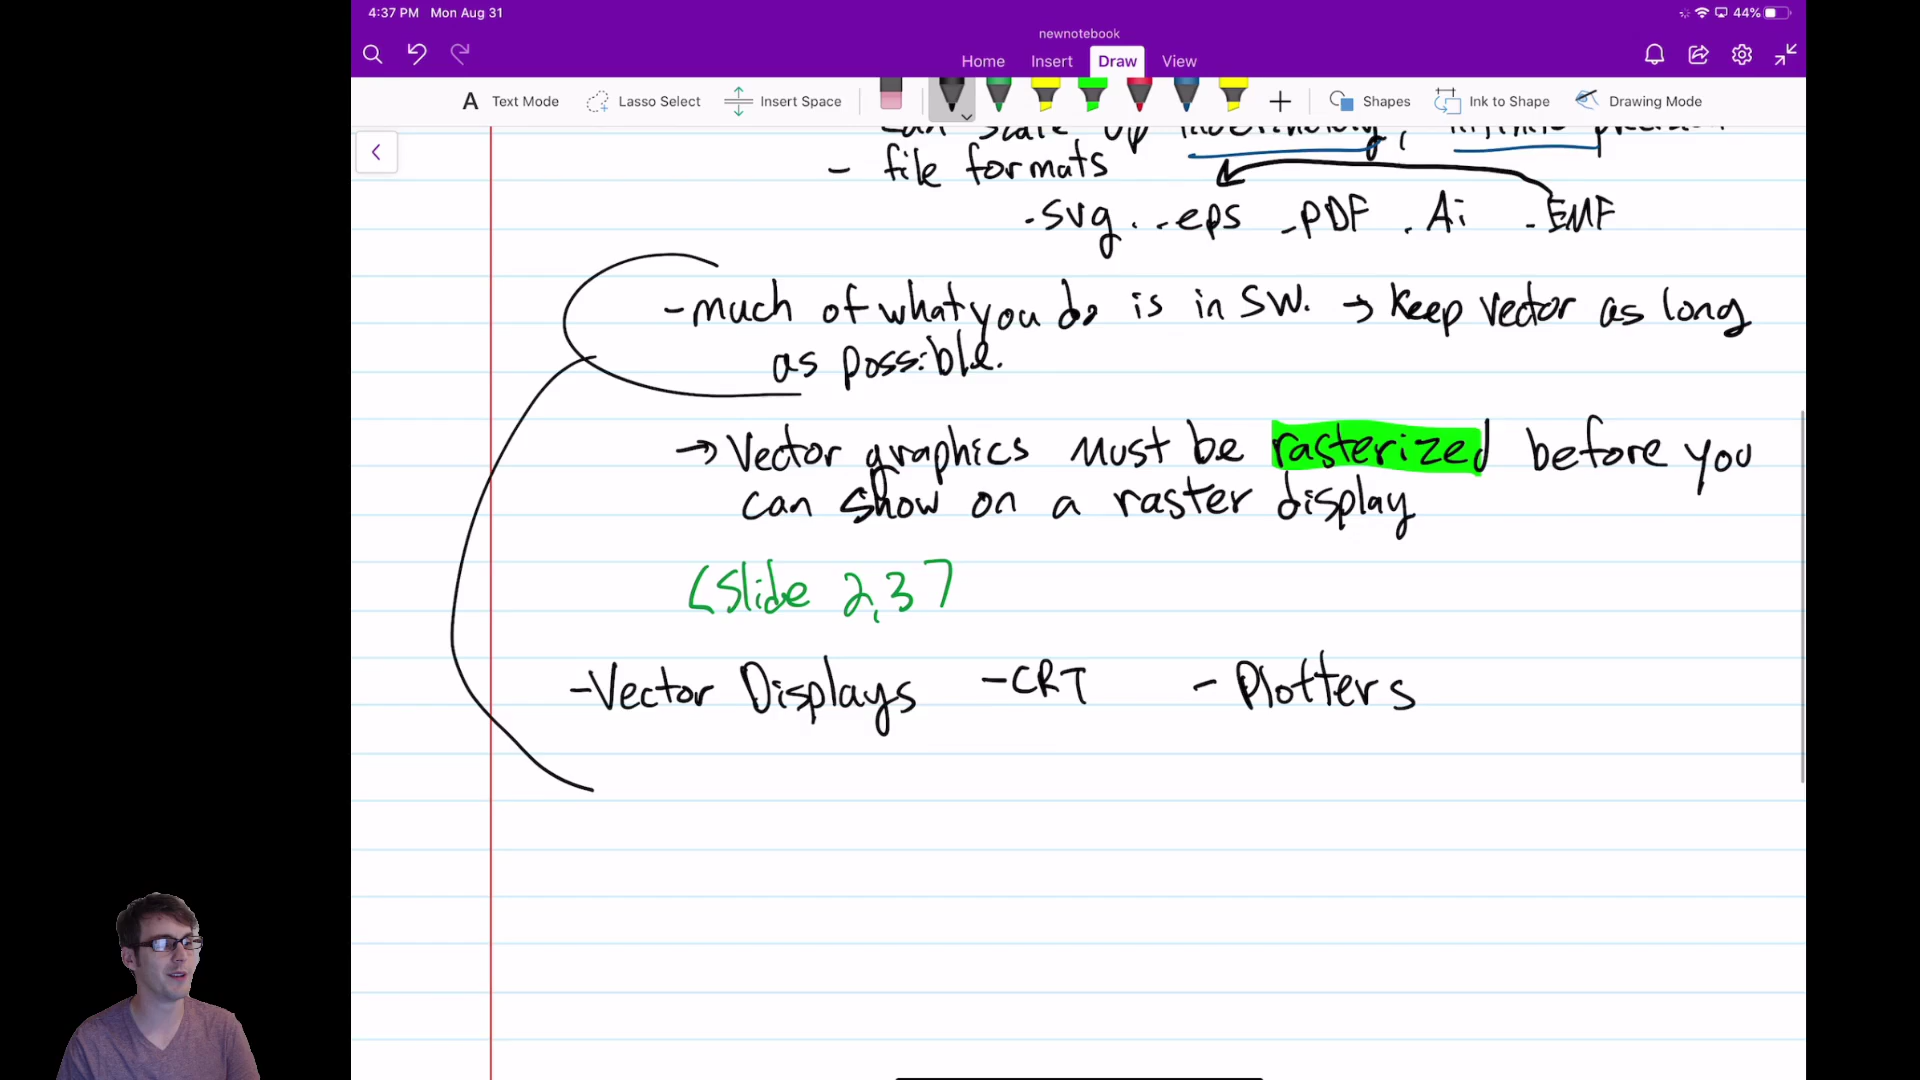 4:37 PM Mon Aug 31
44%
newnotebook
Home Insert Draw View
A Text Mode Lasso Select Insert Space Shapes Ink to Shape Drawing Mode
can scale up
- file formats
.svg . .eps .PDF . Ai .EMF
- much of what you do is in SW. → keep vector as long
as possible.
→ Vector graphics must be rasterized before you
can show on a raster display
(Slide 2,3)
- Vector Displays - CRT - Plotters